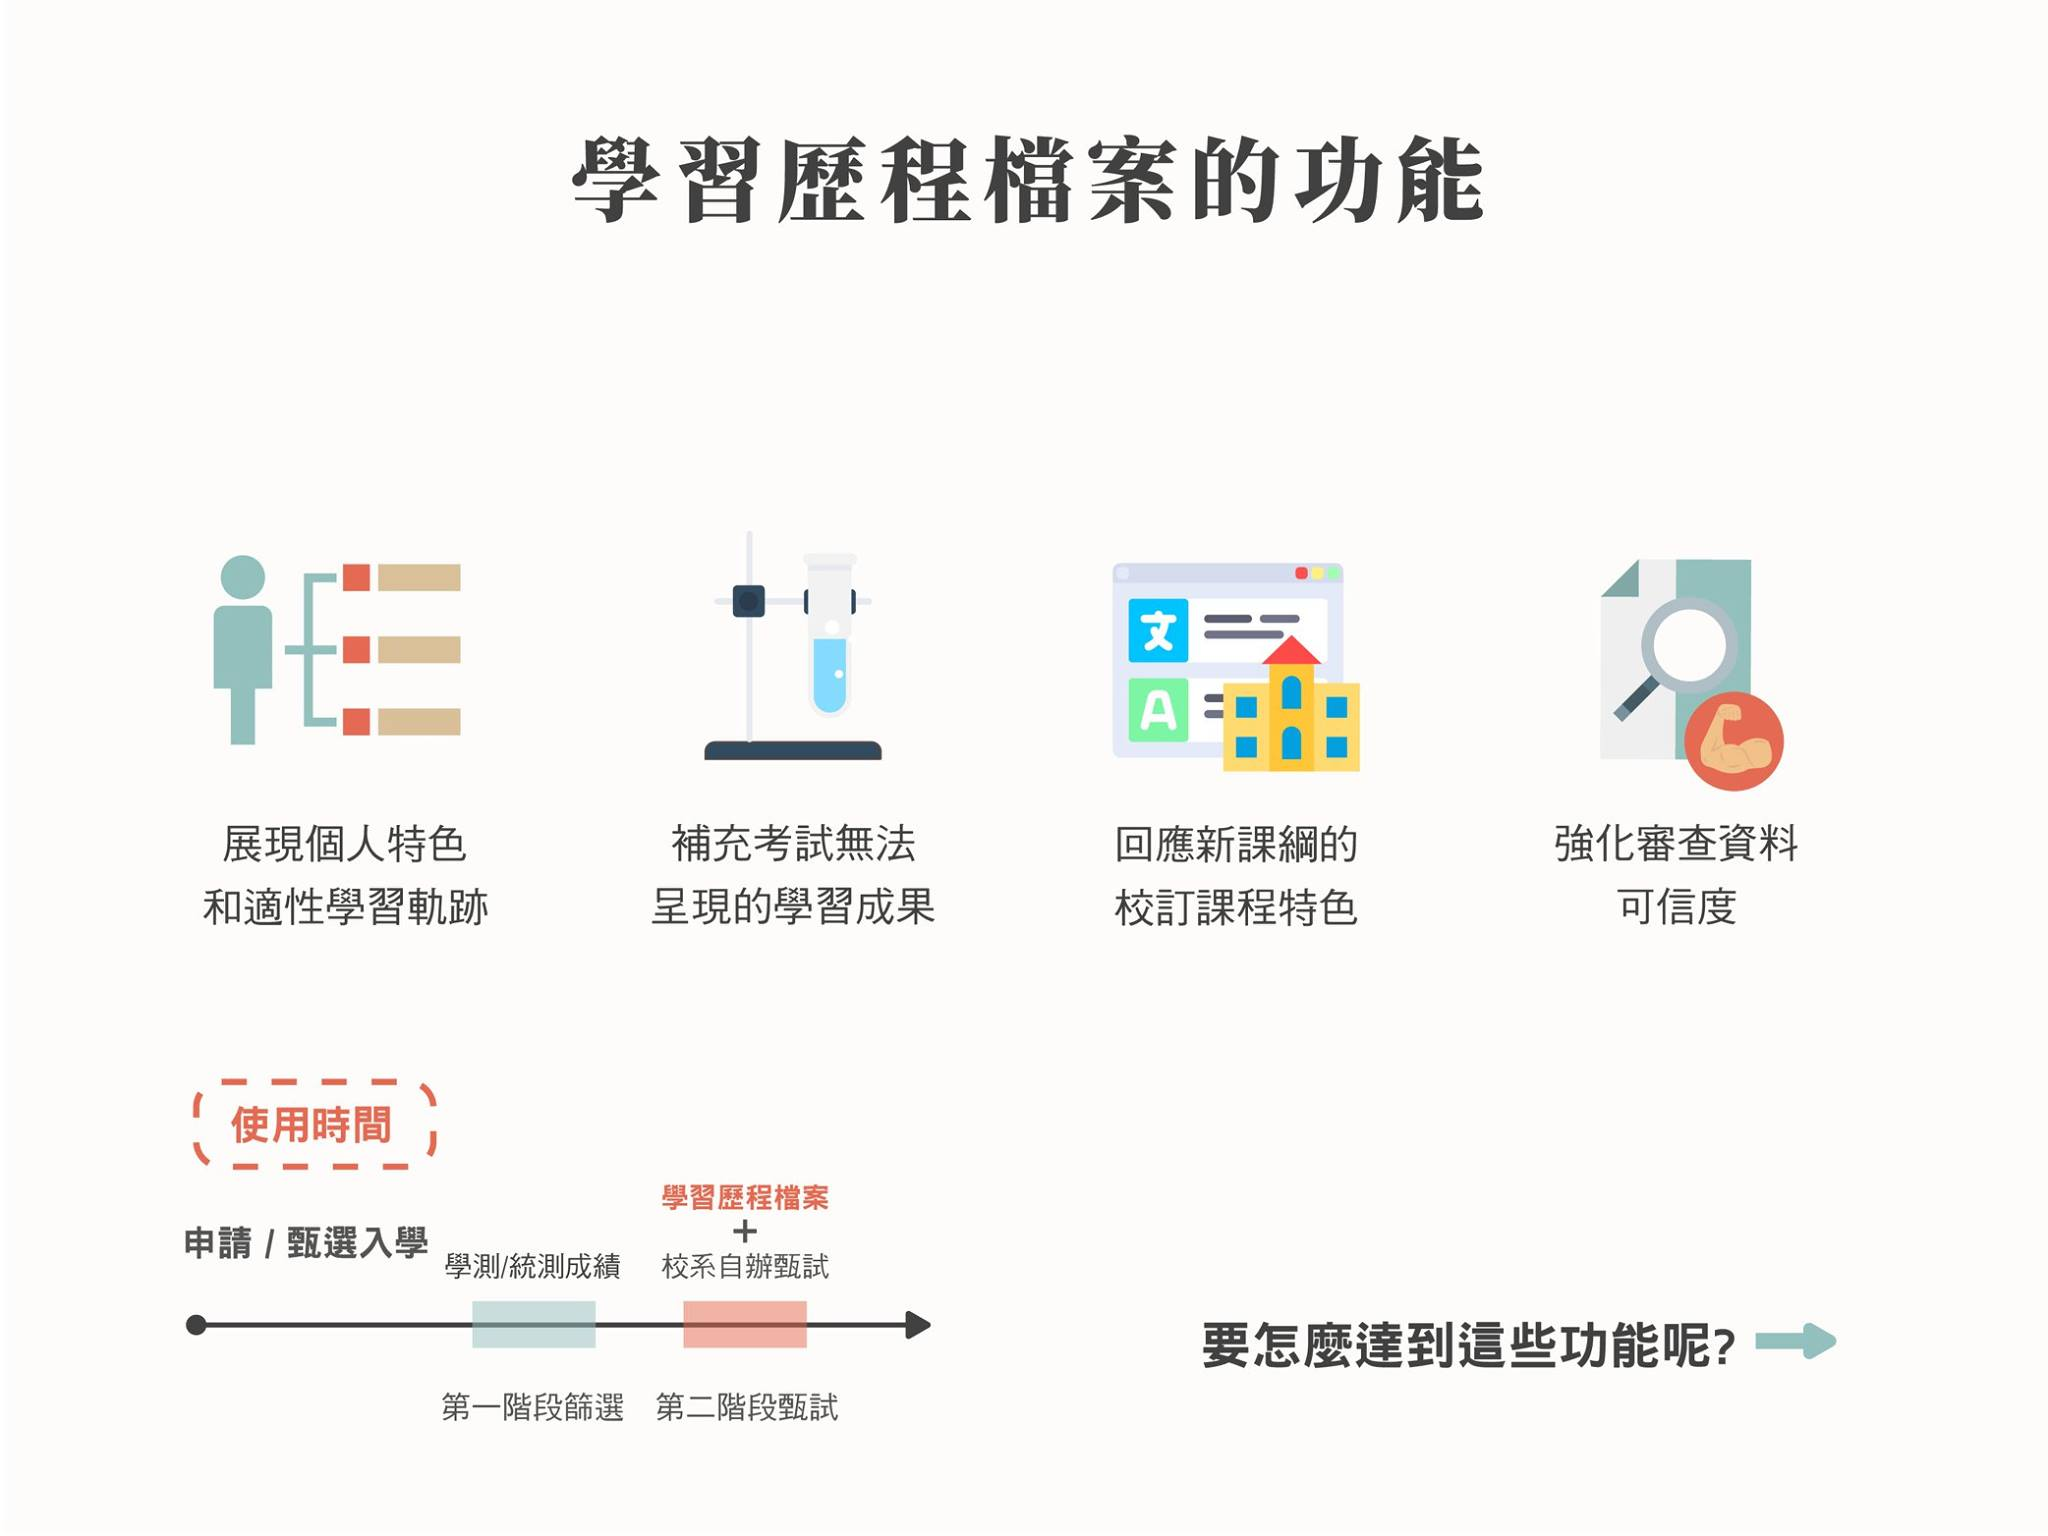 學習歷程檔案的功能
文
A
展現個人特色
和適性學習軌跡
補充考試無法
呈現的學習成果
回應新課綱的
校訂課程特色
強化審查資料
可信度
使用時間
申請 / 甄選入學
學測/統測成績
學習歷程檔案
+
校系自辦甄試
第一階段篩選
第二階段甄試
要怎麼達到這些功能呢?